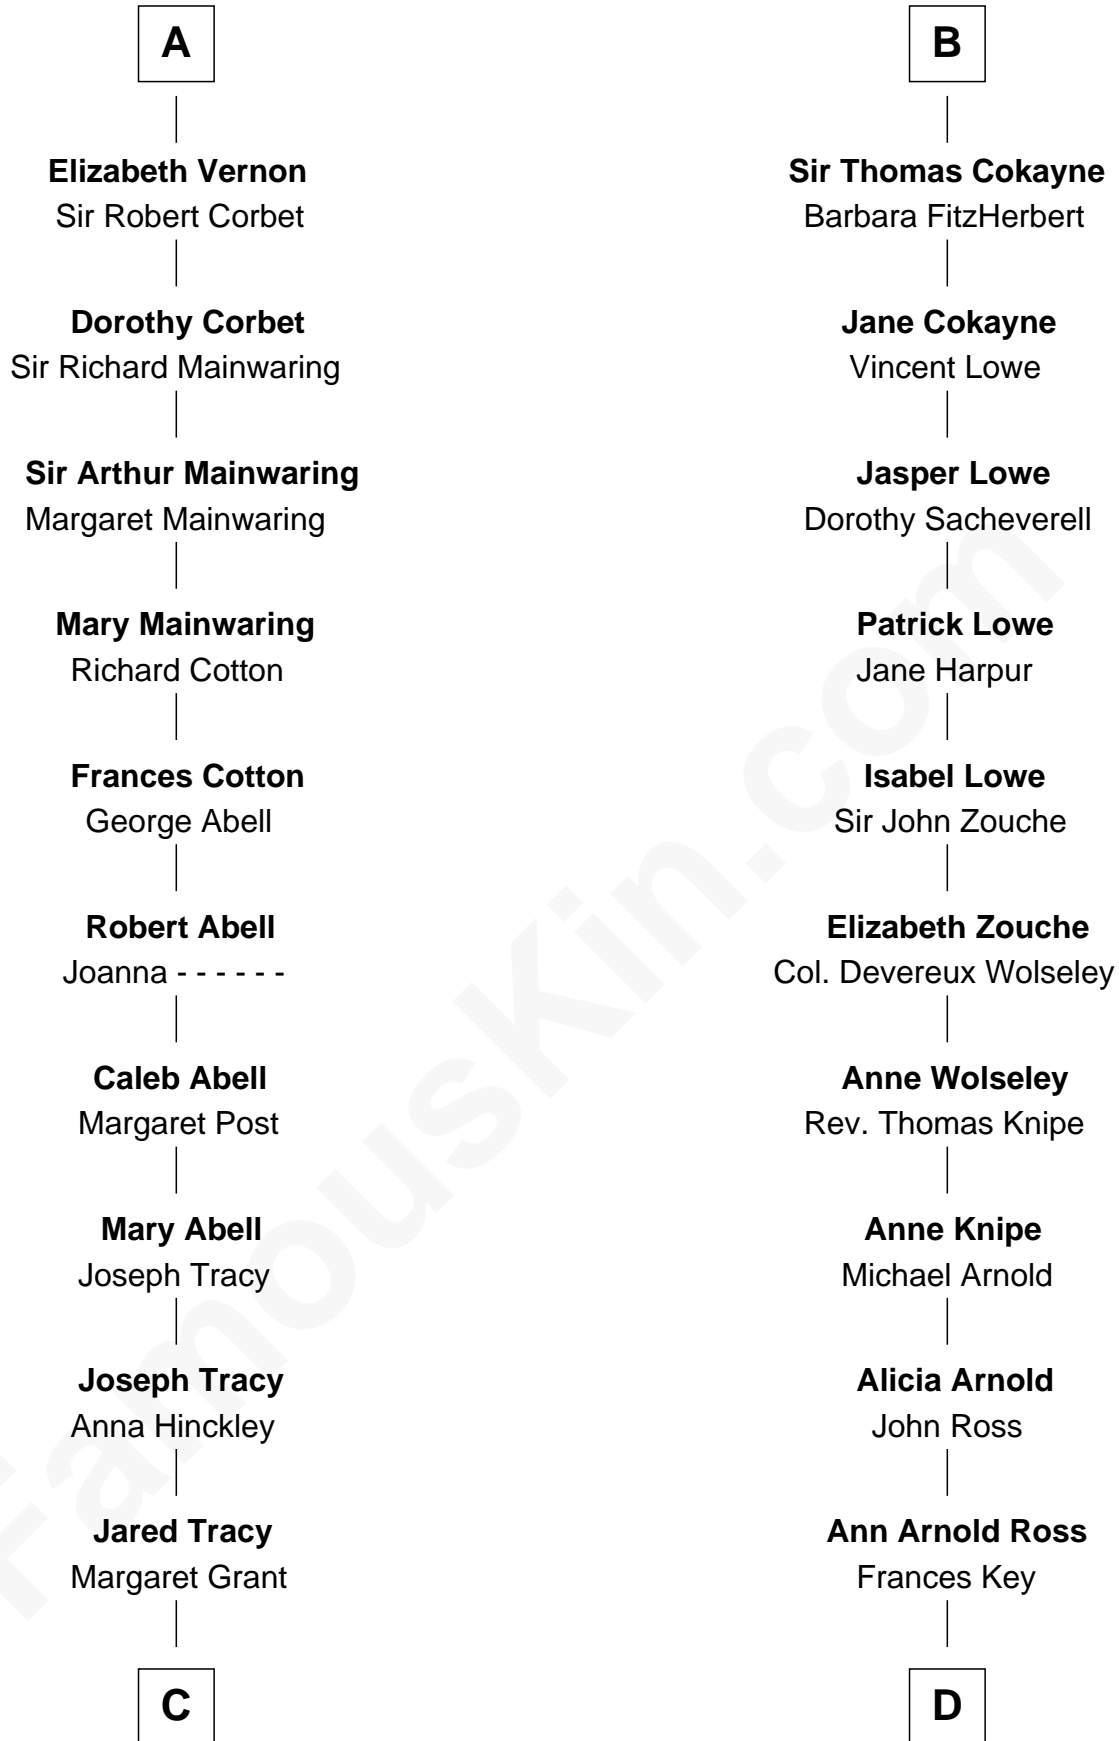 A
Elizabeth Vernon
Sir Robert Corbet
Dorothy Corbet
Sir Richard Mainwaring
Sir Arthur Mainwaring
Margaret Mainwaring
Mary Mainwaring
Richard Cotton
Frances Cotton
George Abell
Robert Abell
Joanna - - - - - -
Caleb Abell
Margaret Post
Mary Abell
Joseph Tracy
Joseph Tracy
Anna Hinckley
Jared Tracy
Margaret Grant
C
B
Sir Thomas Cokayne
Barbara FitzHerbert
Jane Cokayne
Vincent Lowe
Jasper Lowe
Dorothy Sacheverell
Patrick Lowe
Jane Harpur
Isabel Lowe
Sir John Zouche
Elizabeth Zouche
Col. Devereux Wolseley
Anne Wolseley
Rev. Thomas Knipe
Anne Knipe
Michael Arnold
Alicia Arnold
John Ross
Ann Arnold Ross
Frances Key
D
FamousKin.com